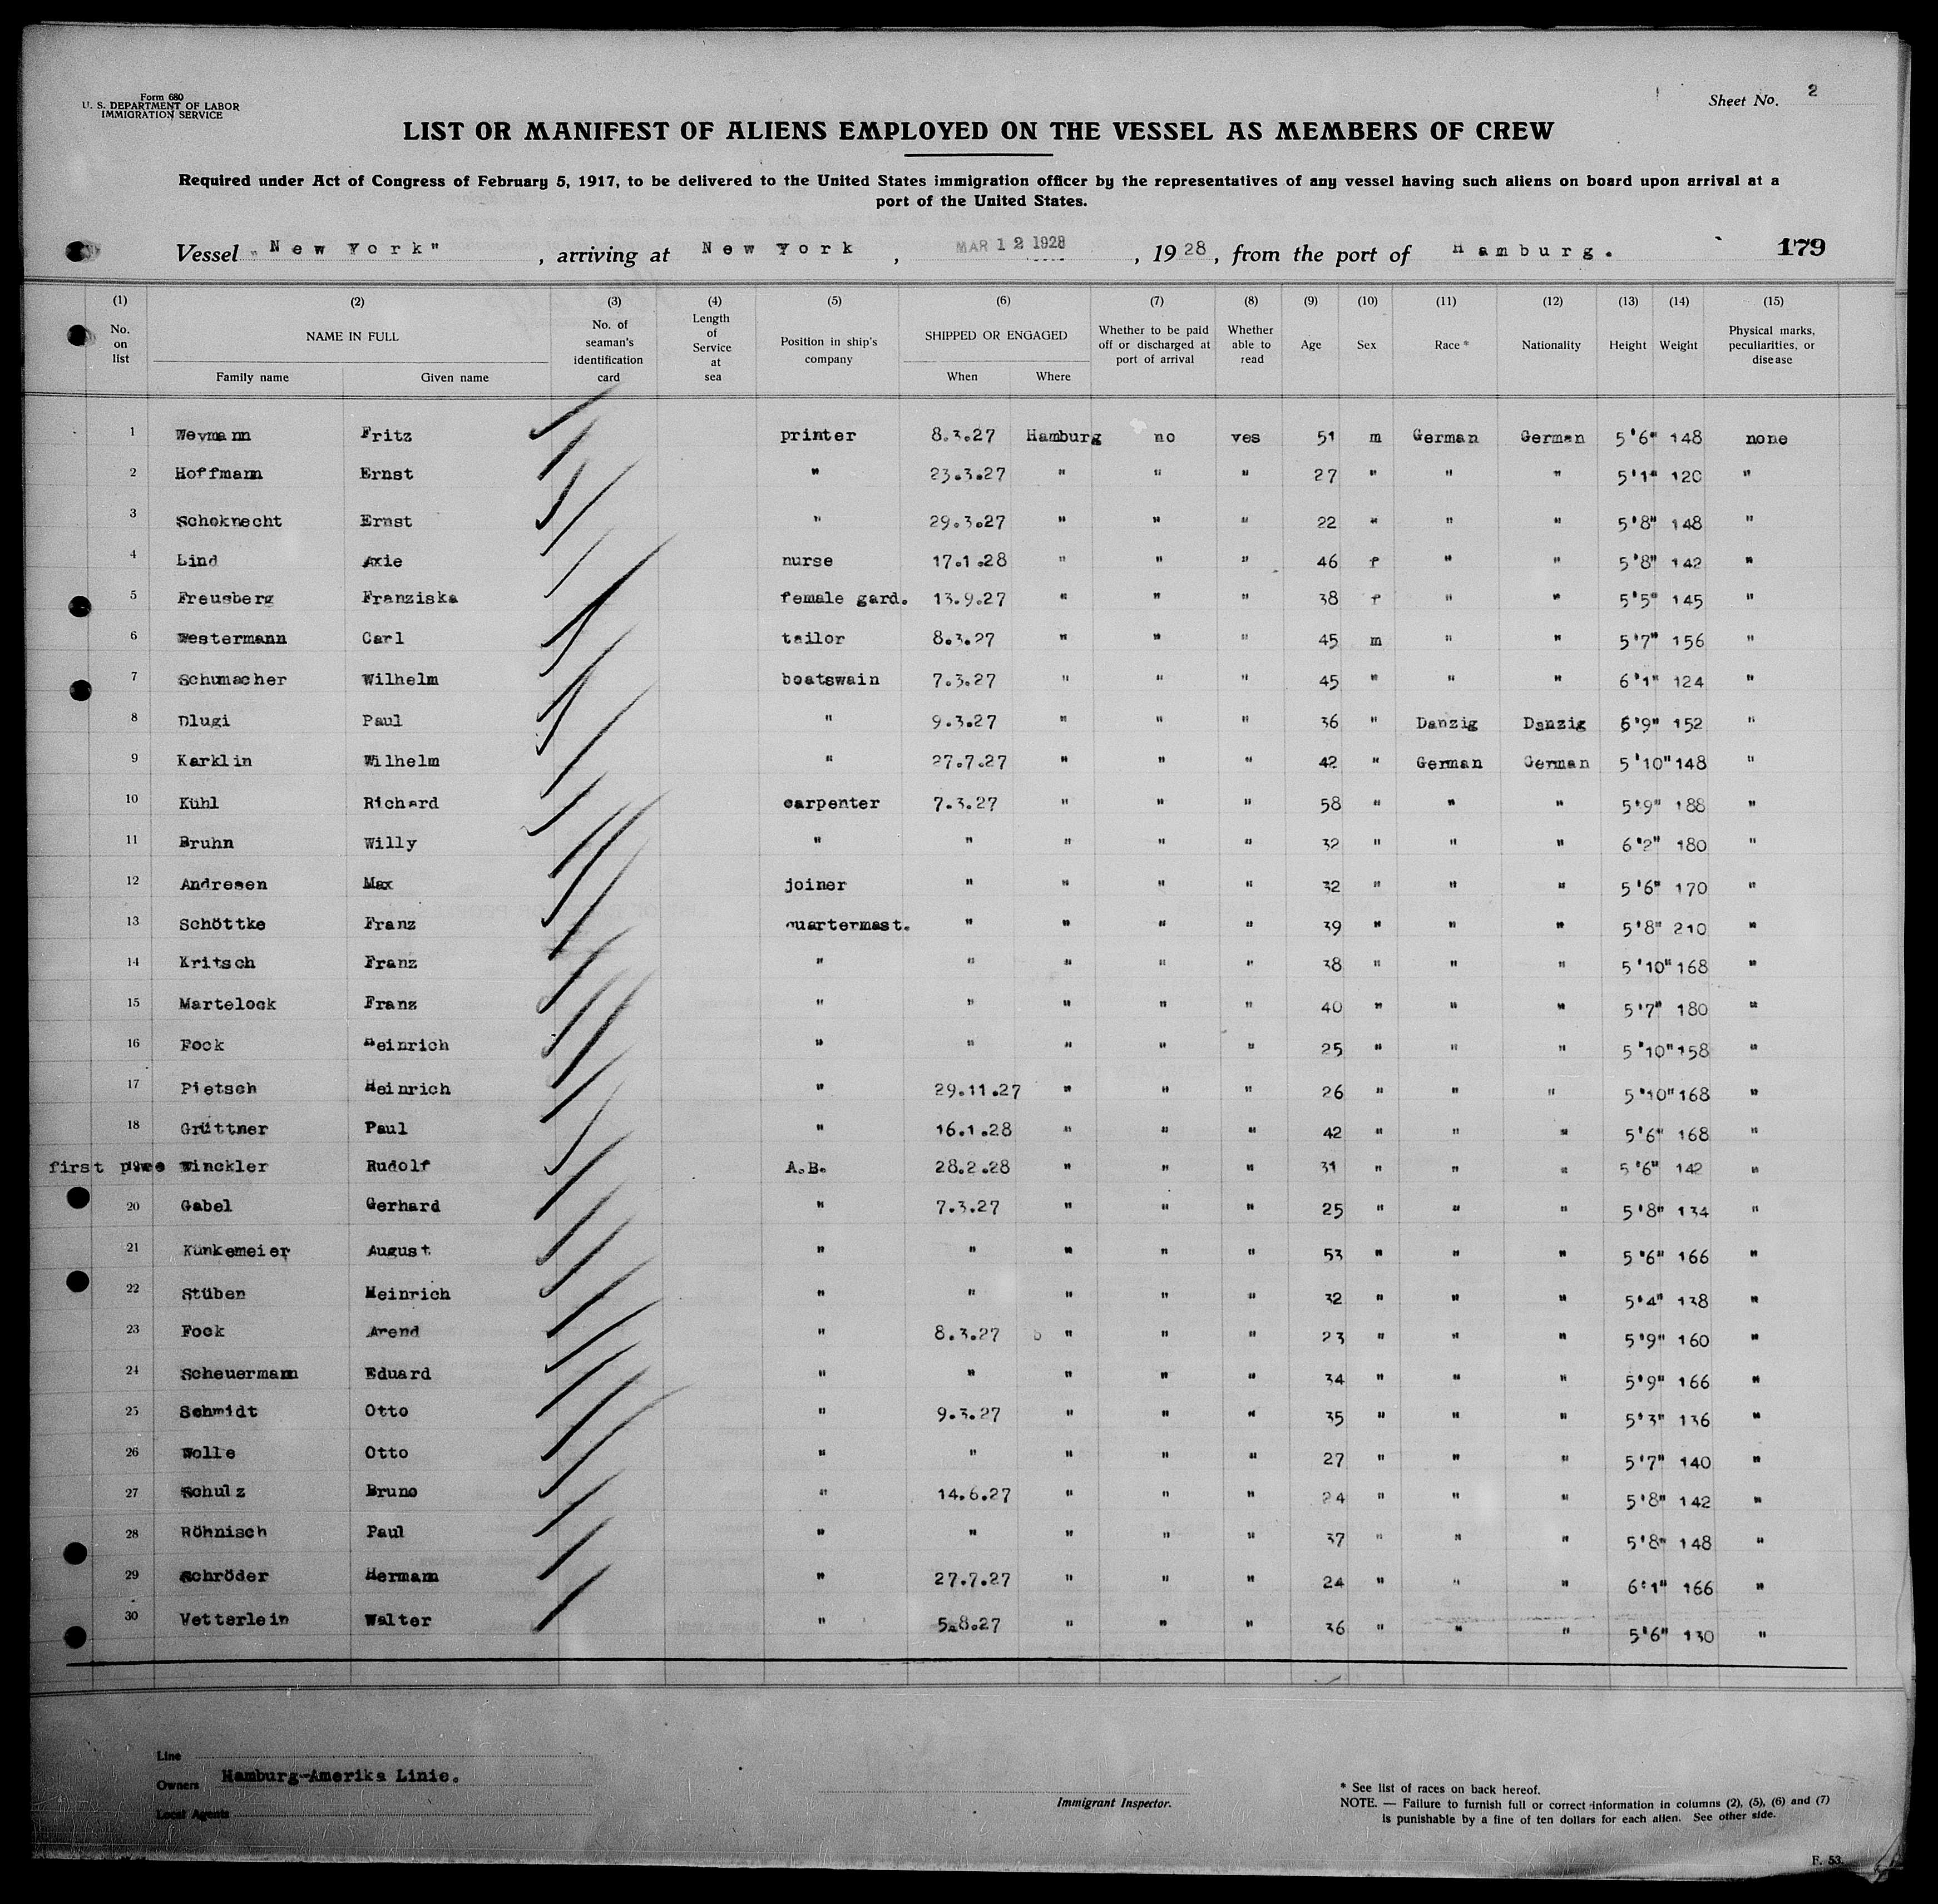 Form 680
U. S. DEPARTMENT OF LABOR
IMMIGRATION SERVICE
Sheet No. 2
LIST OR MANIFEST OF ALIENS EMPLOYED ON THE VESSEL AS MEMBERS OF CREW
Required under Act of Congress of February 5, 1917, to be delivered to the United States immigration officer by the representatives of any vessel having such aliens on board upon arrival at a
port of the United States.
Vessel "New York", arriving at New York, MAR 12 1928, 1928, from the port of Hamburg. 179
(1) (2) (3) (4) (5) (6) (7) (8) (9) (10) (11) (12) (13) (14) (15)
No. on list NAME IN FULL Family name Given name No. of seaman's identification card Length of Service at sea Position in ship's company SHIPPED OR ENGAGED When Where Whether to be paid off or discharged at port of arrival Whether able to read Age Sex Race * Nationality Height Weight Physical marks, peculiarities, or disease
1 Weymann Fritz printer 8.3.27 Hamburg no yes 51 m German German 5'6" 148 none
2 Hoffmann Ernst " 23.3.27 " " " 27 " " " 5'1" 120 "
3 Schoknecht Ernst " 29.3.27 " " " 22 " " " 5'8" 148 "
4 Lind Axie nurse 17.1.28 " " " 46 f " " 5'8" 142 "
5 Freusberg Franziska female gard. 13.9.27 " " " 38 f " " 5'5" 145 "
6 Westermann Carl tailor 8.3.27 " " " 45 m " " 5'7" 156 "
7 Schumacher Wilhelm boatswain 7.3.27 " " " 45 " " " 6'1" 124 "
8 Dlugi Paul " 9.3.27 " " " 36 " Danzig Danzig 6'9" 152 "
9 Karklin Wilhelm " 27.7.27 " " " 42 " German German 5'10" 148 "
10 Kühl Richard carpenter 7.3.27 " " " 58 " " " 5'9" 188 "
11 Bruhn Willy " " " " " 32 " " " 6'2" 180 "
12 Andresen Max joiner " " " " 32 " " " 5'6" 170 "
13 Schöttke Franz quartermast. " " " " 39 " " " 5'8" 210 "
14 Kritsch Franz " " " " " 38 " " " 5'10" 168 "
15 Martelock Franz " " " " " 40 " " " 5'7" 180 "
16 Fock Heinrich " " " " " 25 " " " 5'10" 158 "
17 Pietsch Heinrich " 29.11.27 " " " 26 " " " 5'10" 168 "
18 Grüttner Paul " 16.1.28 " " " 42 " " " 5'6" 168 "
first 19 Winckler Rudolf A.B. 28.2.28 " " " 31 " " " 5'6" 142 "
20 Gabel Gerhard " 7.3.27 " " " 25 " " " 5'8" 134 "
21 Künkemeier August " " " " " 53 " " " 5'6" 166 "
22 Stüben Heinrich " " " " " 32 " " " 5'4" 138 "
23 Fock Arend " 8.3.27 " " " 23 " " " 5'9" 160 "
24 Scheuermann Eduard " " " " " 34 " " " 5'9" 166 "
25 Schmidt Otto " 9.3.27 " " " 35 " " " 5'3" 136 "
26 Nolle Otto " " " " " 27 " " " 5'7" 140 "
27 Schulz Bruno " 14.6.27 " " " 24 " " " 5'8" 142 "
28 Röhnisch Paul " " " " " 37 " " " 5'8" 148 "
29 Schröder Hermann " 27.7.27 " " " 24 " " " 6'1" 166 "
30 Vetterlein Walter " 5.8.27 " " " 36 " " " 5'6" 130 "
Line
Owners Hamburg-Amerika Linie.
Local Agents
Immigrant Inspector.
* See list of races on back hereof.
NOTE. — Failure to furnish full or correct information in columns (2), (5), (6) and (7)
is punishable by a fine of ten dollars for each alien. See other side.
F. 53.